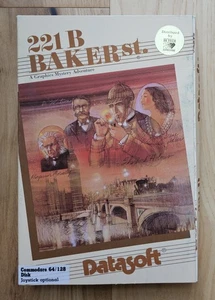 221 B
BAKER st.
A Graphics Mystery Adventure
Datasoft
Commodore 64/128
Disk
Joystick optional